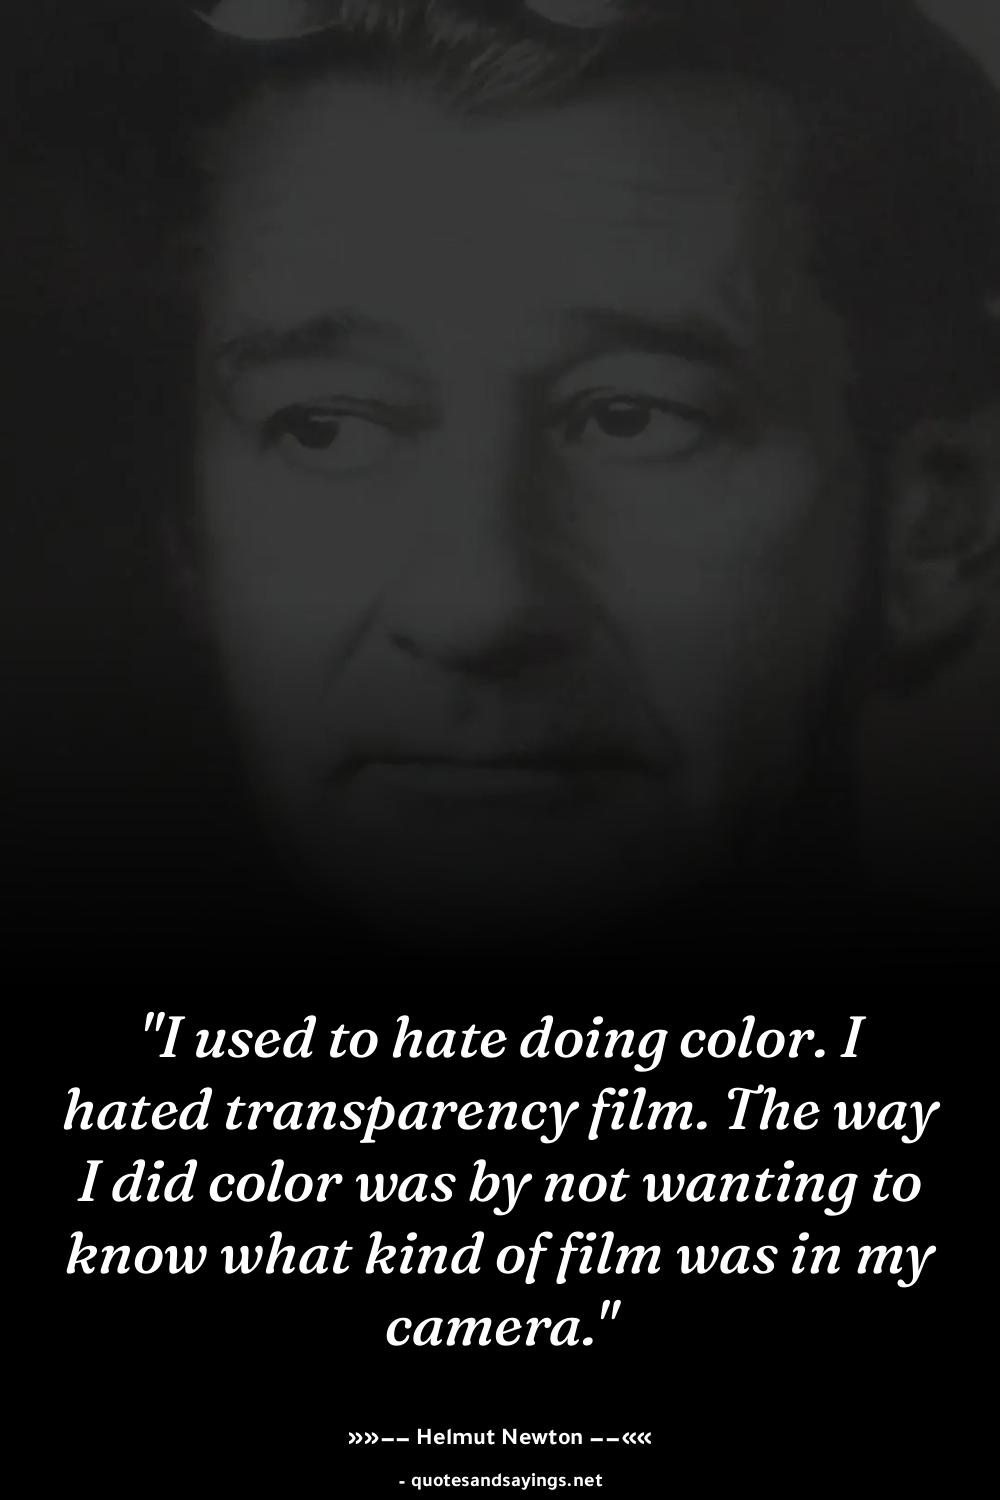 "I used to hate doing color. I
hated transparency film. The way
I did color was by not wanting to
know what kind of film was in my
camera."
»»–– Helmut Newton ––««
- quotesandsayings.net